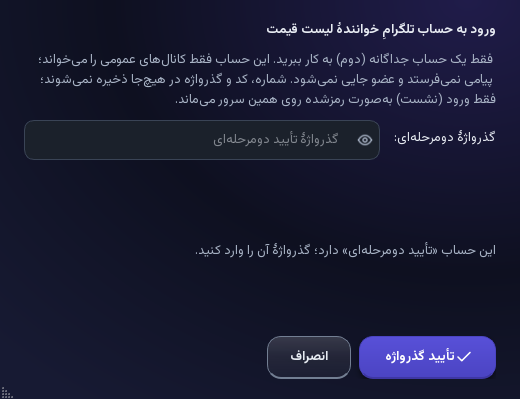 ورود به حساب تلگرامِ خوانندهٔ لیست قیمت
فقط یک حساب جداگانه (دوم) به کار ببرید. این حساب فقط کانال‌های عمومی را می‌خواند؛
پیامی نمی‌فرستد و عضو جایی نمی‌شود. شماره، کد و گذرواژه در هیچ‌جا ذخیره نمی‌شوند؛
فقط ورود (نشست) به‌صورت رمزشده روی همین سرور می‌ماند.
گذرواژهٔ دومرحله‌ای:
گذرواژهٔ تأیید دومرحله‌ای
این حساب «تأیید دومرحله‌ای» دارد؛ گذرواژهٔ آن را وارد کنید.
تأیید گذرواژه
انصراف